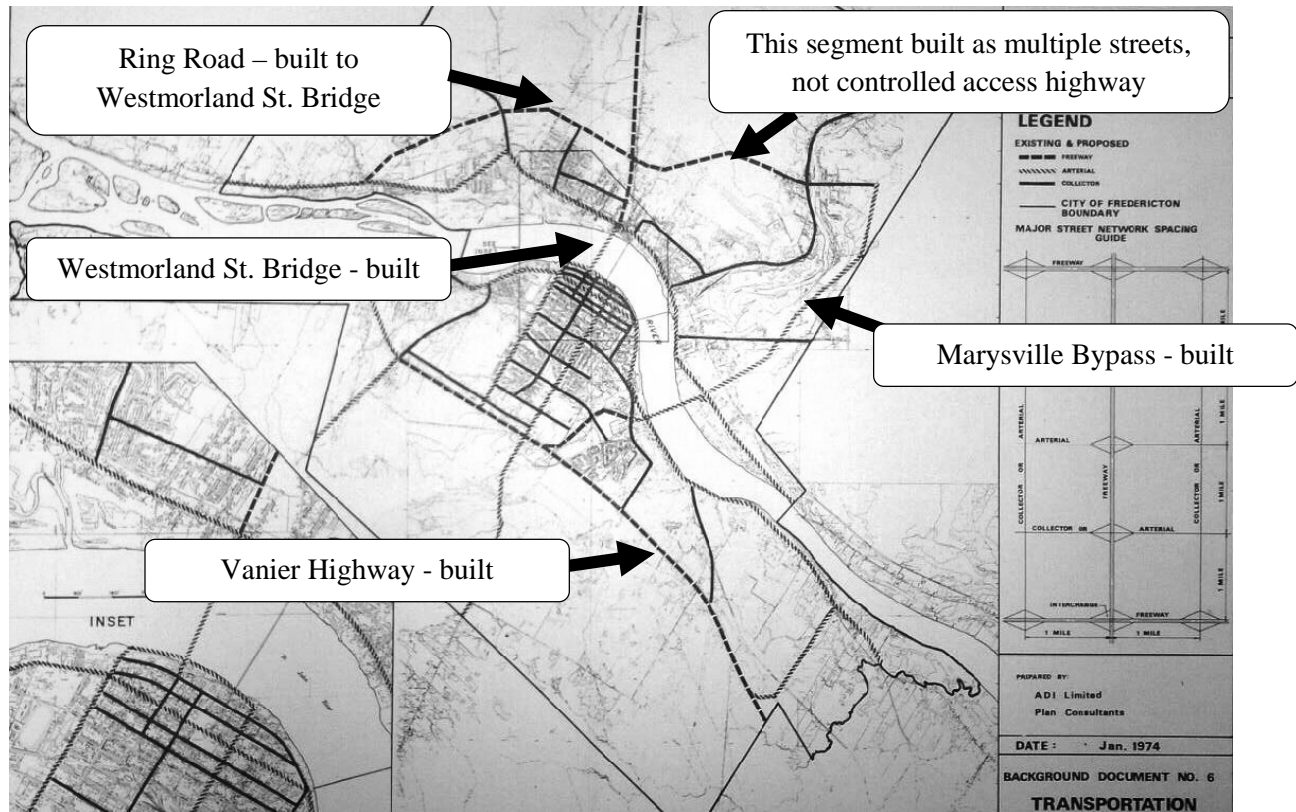 Ring Road – built to
Westmorland St. Bridge
This segment built as multiple streets,
not controlled access highway
Westmorland St. Bridge - built
Marysville Bypass - built
Vanier Highway - built
SEE
INSET
RIVER
INSET
LEGEND
EXISTING & PROPOSED
FREEWAY
ARTERIAL
COLLECTOR
CITY OF FREDERICTON
BOUNDARY
MAJOR STREET NETWORK SPACING
GUIDE
FREEWAY
MILE
ARTERIAL
COLLECTOR OR
ARTERIAL
FREEWAY
ARTERIAL
COLLECTOR OR
1 MILE
1 MILE
COLLECTOR OR
ARTERIAL
1 MILE
INTERCHANGE
FREEWAY
1 MILE
1 MILE
PREPARED BY:
ADI Limited
Plan Consultants
DATE : Jan. 1974
BACKGROUND DOCUMENT NO. 6
TRANSPORTATION